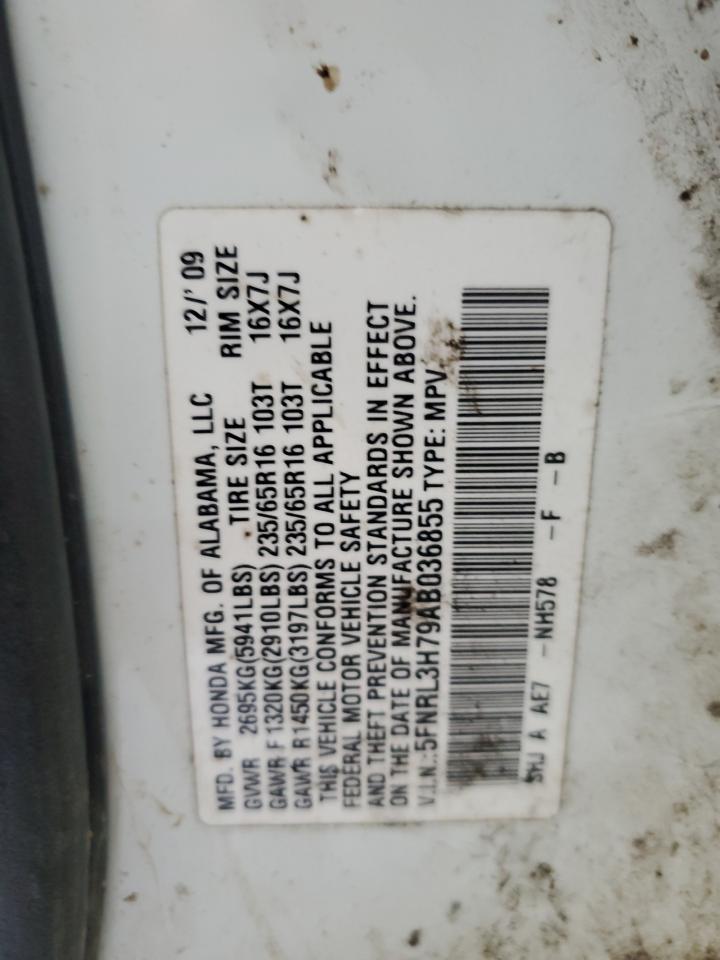 MFD. BY HONDA MFG. OF ALABAMA, LLC 12/' 09
GVWR 2695KG(5941LBS) TIRE SIZE RIM SIZE
GAWR F 1320KG(2910LBS) 235/65R16 103T 16X7J
GAWR R 1450KG(3197LBS) 235/65R16 103T 16X7J
THIS VEHICLE CONFORMS TO ALL APPLICABLE
FEDERAL MOTOR VEHICLE SAFETY
AND THEFT PREVENTION STANDARDS IN EFFECT
ON THE DATE OF MANUFACTURE SHOWN ABOVE.
V.I.N.: 5FNRL3H79AB036855 TYPE: MPV
SHJ A AE7 -NH578 -F -B